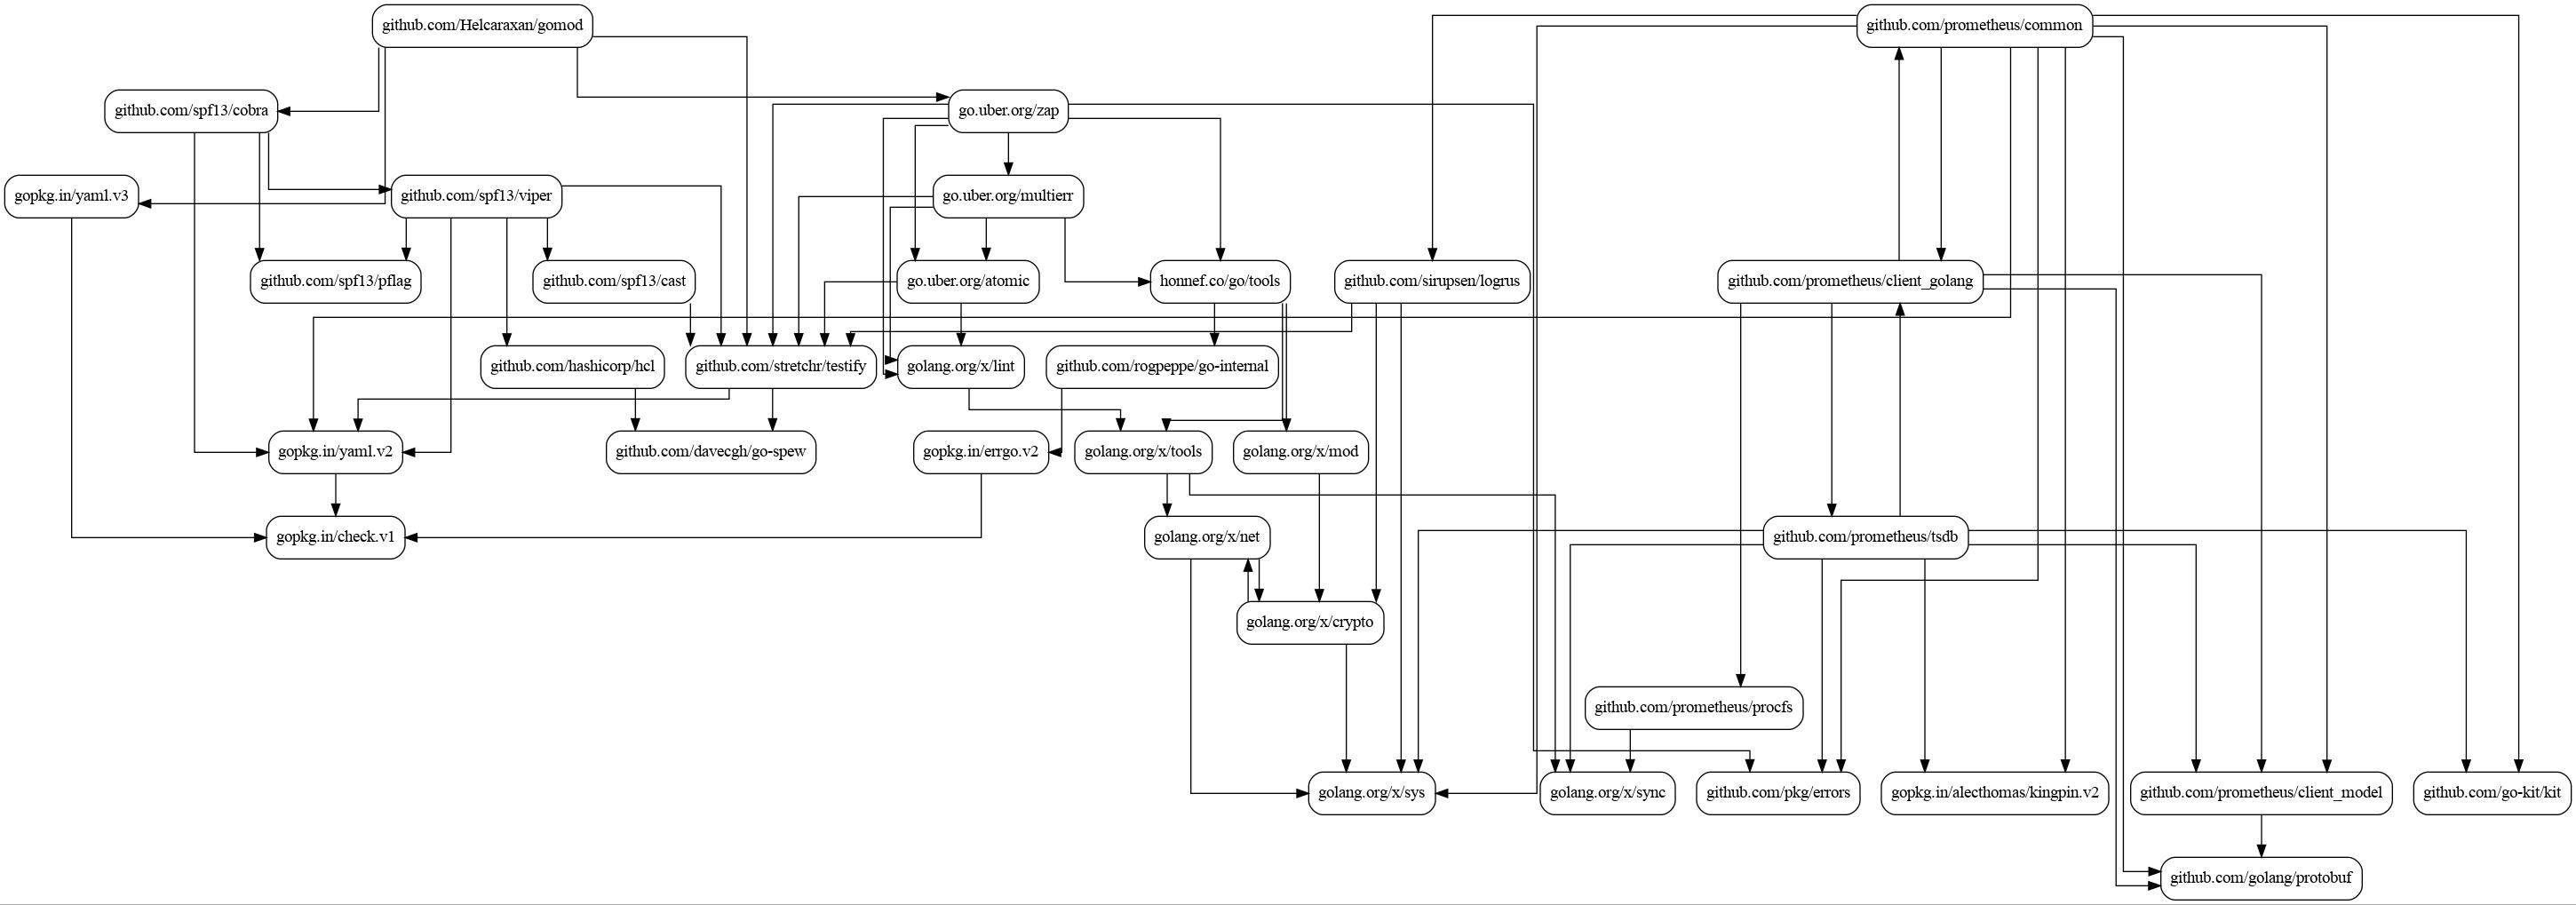 github.com/Helcaraxan/gomod
github.com/prometheus/common
github.com/spf13/cobra
go.uber.org/zap
gopkg.in/yaml.v3
github.com/spf13/viper
go.uber.org/multierr
github.com/spf13/pflag
github.com/spf13/cast
go.uber.org/atomic
honnef.co/go/tools
github.com/sirupsen/logrus
github.com/prometheus/client_golang
github.com/hashicorp/hcl
github.com/stretchr/testify
golang.org/x/lint
github.com/rogpeppe/go-internal
gopkg.in/yaml.v2
github.com/davecgh/go-spew
gopkg.in/errgo.v2
golang.org/x/tools
golang.org/x/mod
gopkg.in/check.v1
golang.org/x/net
github.com/prometheus/tsdb
golang.org/x/crypto
github.com/prometheus/procfs
golang.org/x/sys
golang.org/x/sync
github.com/pkg/errors
gopkg.in/alecthomas/kingpin.v2
github.com/prometheus/client_model
github.com/go-kit/kit
github.com/golang/protobuf